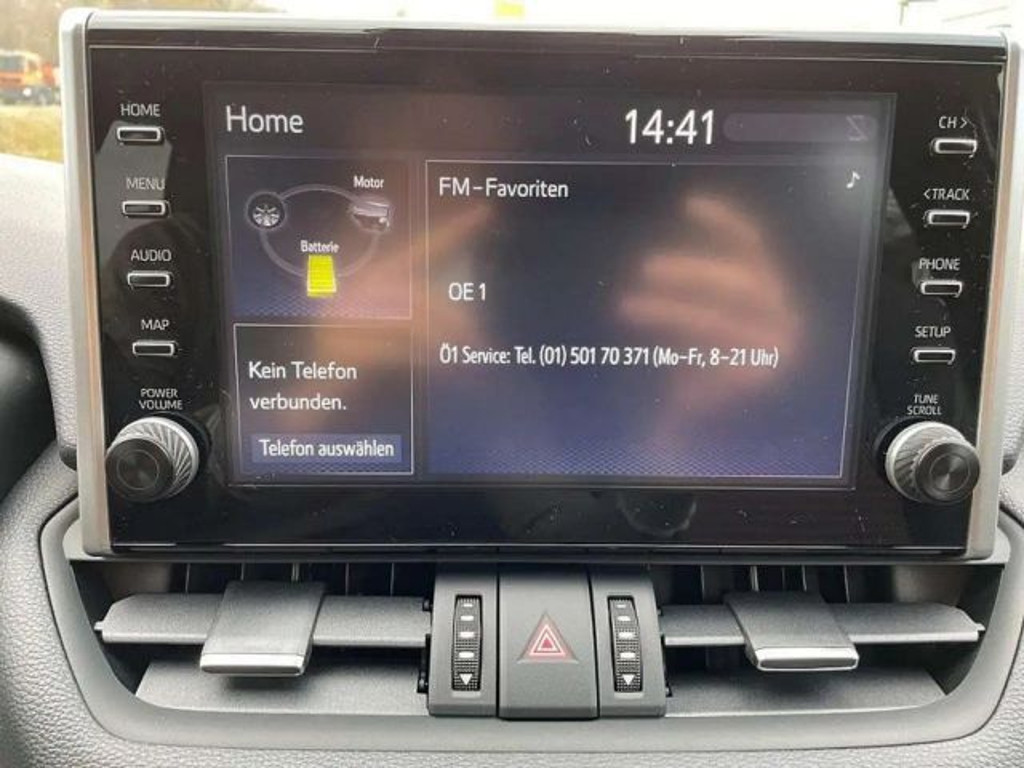 HOME
MENU
AUDIO
MAP
POWER
VOLUME
Home
14:41
Motor
Batterie
Kein Telefon
verbunden.
Telefon auswählen
FM-Favoriten
OE 1
Ö1 Service: Tel. (01) 501 70 371 (Mo-Fr, 8-21 Uhr)
CH >
< TRACK
PHONE
SETUP
TUNE
SCROLL